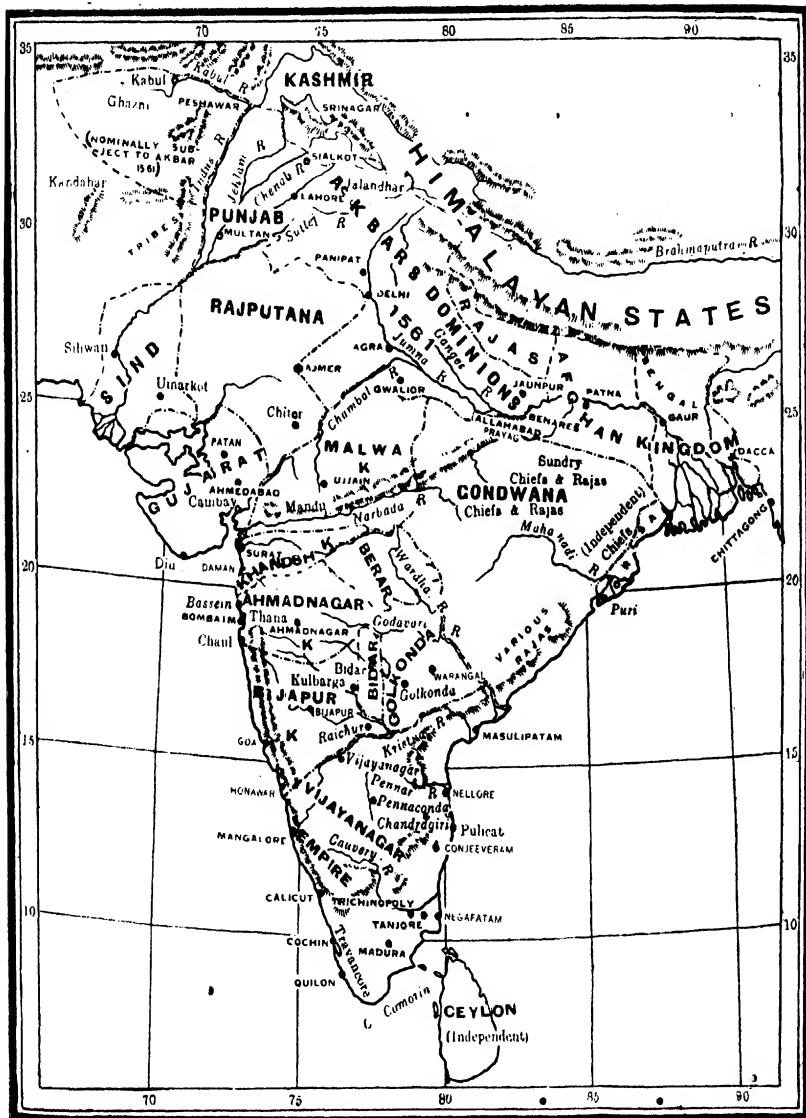 70 75 80 85 90
35
Kabul
Kabul R
KASHMIR
Ghazni
PESHAWAR
SRINAGAR
(NOMINALLY SUB
JECT TO AKBAR
1561)
Indus R
Jehlam R
SIALKOT
Chenab R
Jalandhar
Kandahar
LAHORE
30
TRIBES
PUNJAB
MULTAN
Sutlej R
HIMALAYAN STATES
Brahmaputra R
30
AKBARS DOMINIONS
1561
PANIPAT
DELHI
RAJPUTANA
RAJAS
Sihwan
SIND
AGRA
Jumna R
Ganges R
AJMER
AFGHAN KINGDOM
JAUNPUR
PATNA
BENGAL
GAUR
Umarkot
GWALIOR
25
Chambal R
Chitor
ALLAHABAD
PRAYAG
BENARES
25
DACCA
PATAN
MALWA
K
GUJARAT
UJJAIN
Sundry
Chiefs & Rajas
AHMEDABAD
Cambay
Mandu
GONDWANA
Chiefs & Rajas
Narbada R
CHITTAGONG
Mahanadi R
(Independent)
Chiefs
ORISSA
Diu
SURAT
DAMAN
20
KHANDSH K
BERAR
Wardha R
20
Puri
Bassein
AHMADNAGAR
BOMBAIM
Thana
AHMADNAGAR
Godavari R
Chaul
K
VARIOUS
RAJAS
BIDAR
Bidar
GOLKONDA
WARANGAL
Kulbarga
Golkonda
BIJAPUR
BIJAPUR
K
Raichur
Kristna R
MASULIPATAM
15
GOA
15
Vijayanagar
Pennar R
NELLORE
HONAWAR
Pennaconda
Chandragiri
Pulicat
VIJAYANAGAR
EMPIRE
MANGALORE
CONJEEVERAM
Cauvery R
CALICUT
TRICHINOPOLY
10
TANJORE
NEGAPATAM
10
COCHIN
MADURA
Travancore
QUILON
C Comorin
CEYLON
(Independent)
70 75 80 85 90